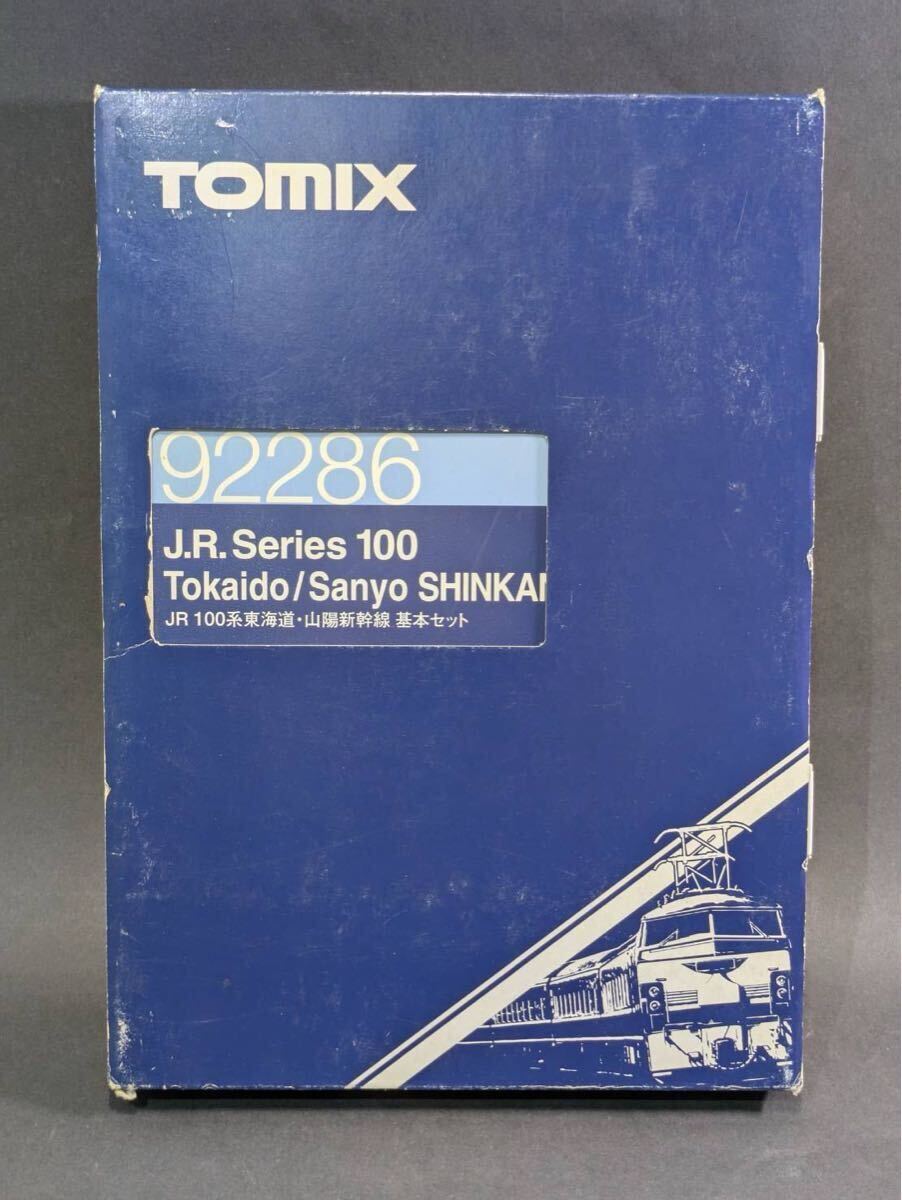 TOMIX
92286
J.R. Series 100
Tokaido/Sanyo SHINKAN
JR 100系東海道・山陽新幹線 基本セット